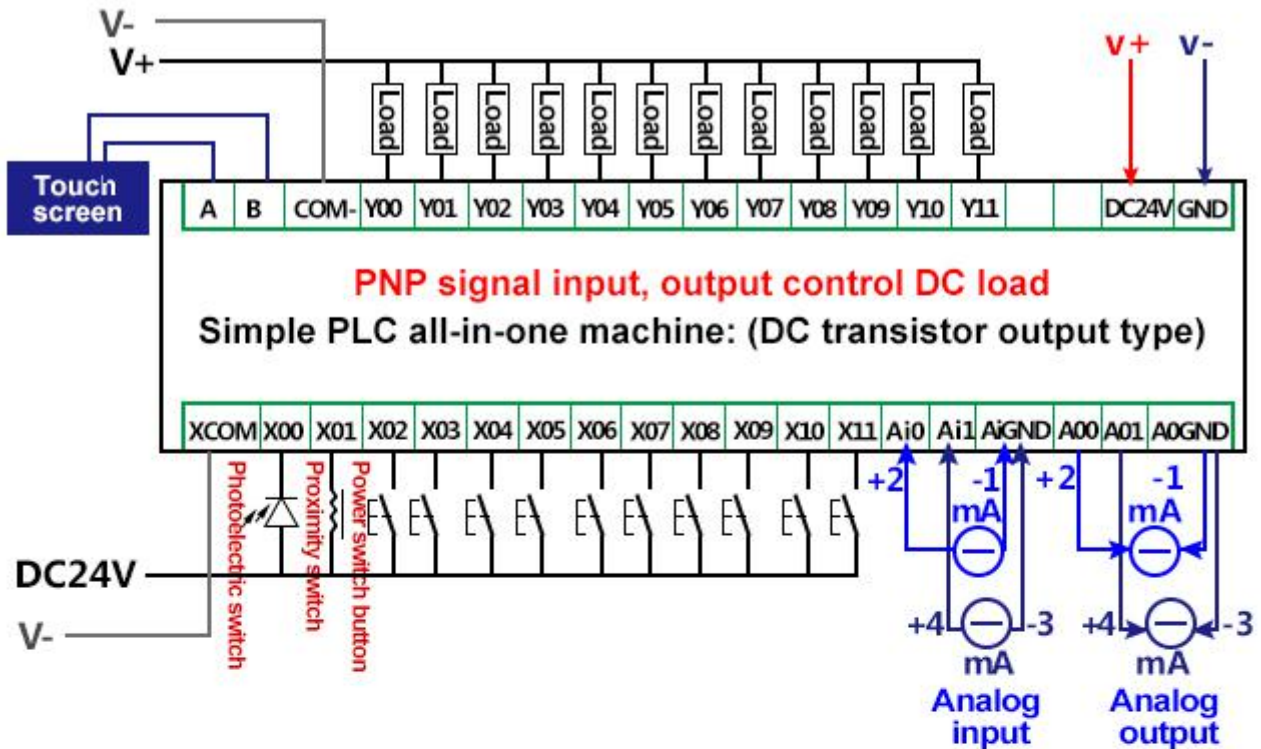 V-
V+
v+
v-
Load
Load
Load
Load
Load
Load
Load
Load
Load
Load
Load
Load
Touch
screen
A B COM- Y00 Y01 Y02 Y03 Y04 Y05 Y06 Y07 Y08 Y09 Y10 Y11 DC24V GND
PNP signal input, output control DC load
Simple PLC all-in-one machine: (DC transistor output type)
XCOM X00 X01 X02 X03 X04 X05 X06 X07 X08 X09 X10 X11 Ai0 Ai1 AiGND A00 A01 A0GND
Photoelectric switch
Proximity switch
Power switch button
+2 -1 +2 -1
mA mA
DC24V
V-
+4 -3 +4 -3
mA mA
Analog
input
Analog
output